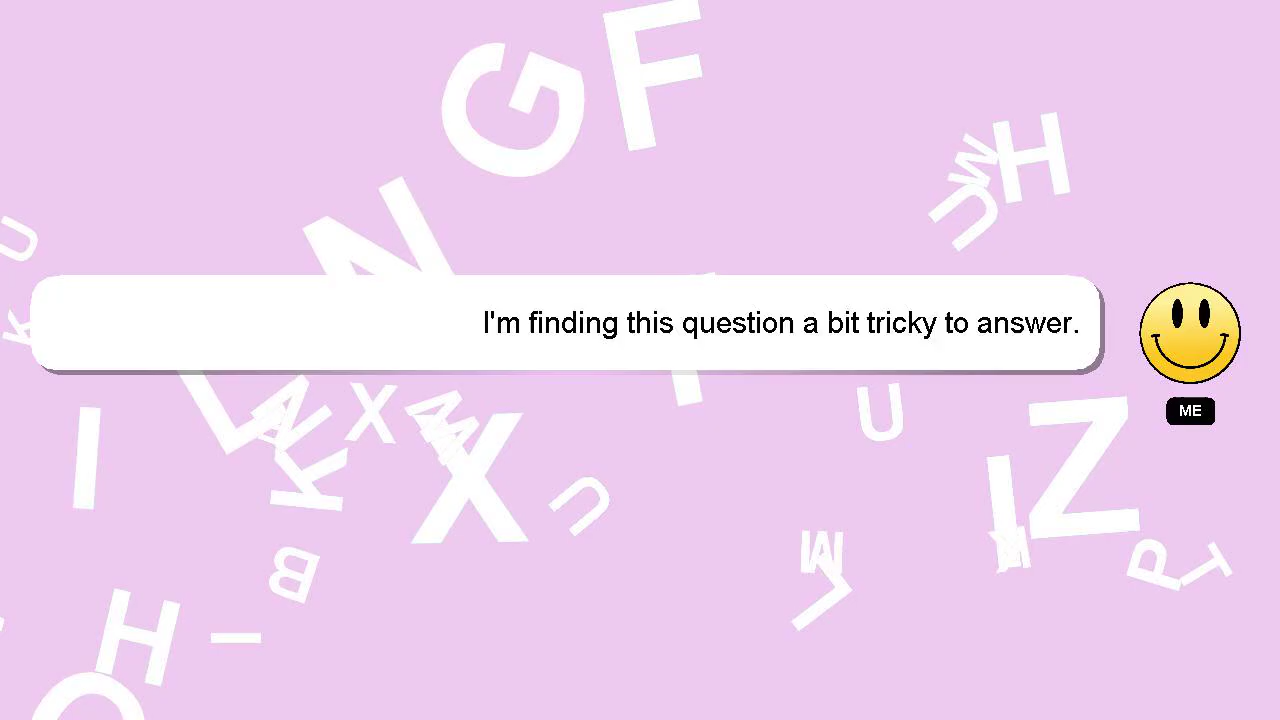 G F
W H
U
U
N
K
I'm finding this question a bit tricky to answer.
ME
I
X
X
K
U
U
Z
I
B
M
L
P
T
H
I
O